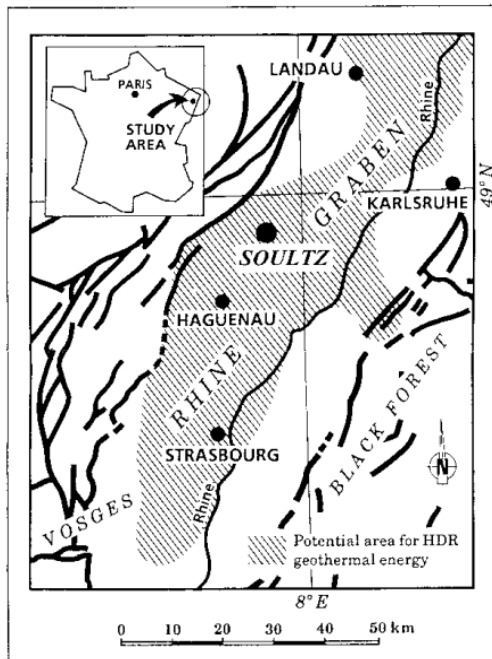 PARIS
STUDY
AREA
LANDAU
Rhine
GRABEN
KARLSRUHE
49° N
SOULTZ
HAGUENAU
RHINE
STRASBOURG
BLACK FOREST
N
VOSGES
Rhine
Potential area for HDR
geothermal energy
8° E
0 10 20 30 40 50 km